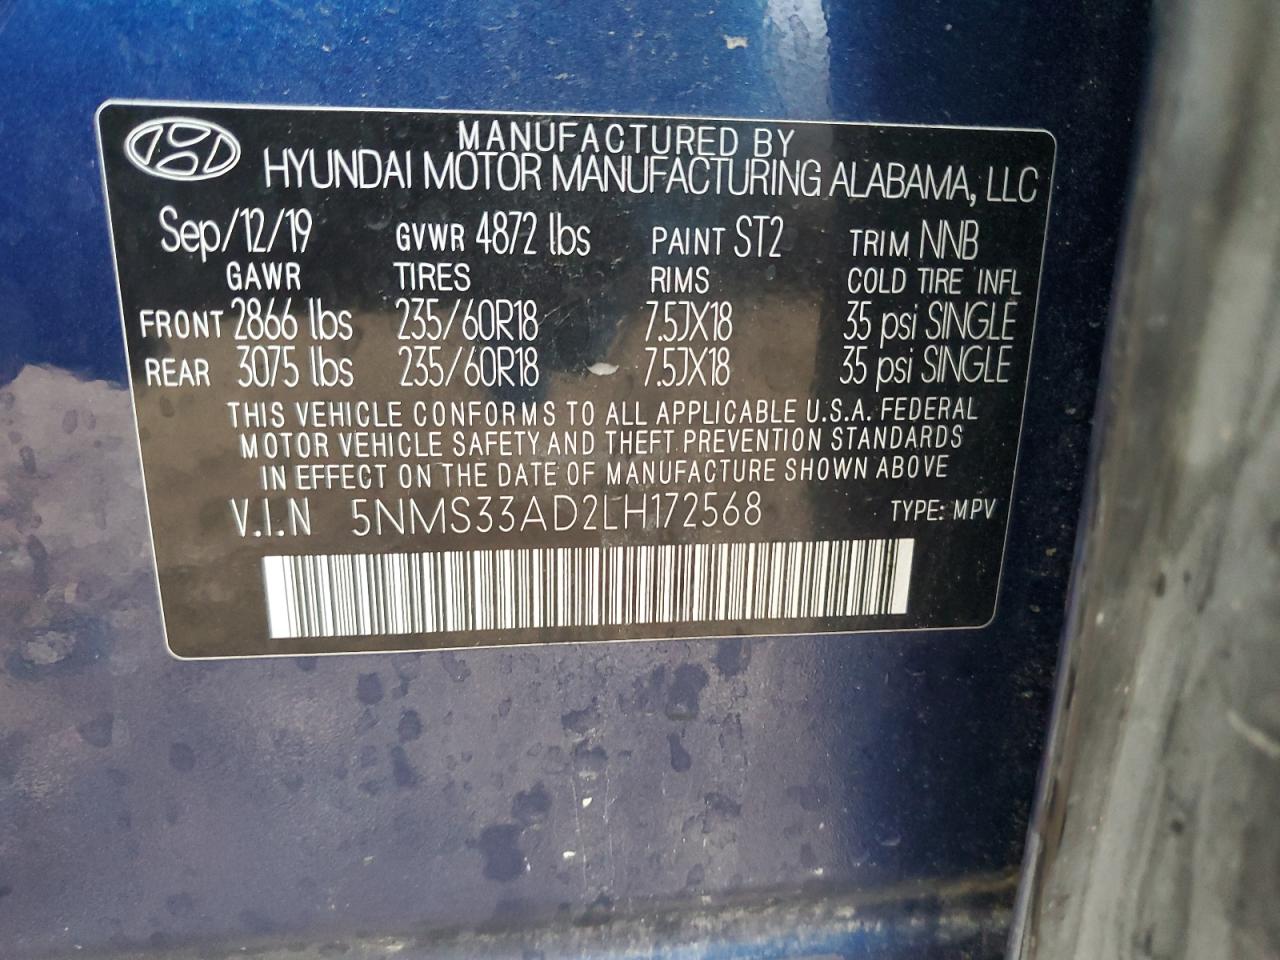 MANUFACTURED BY
HYUNDAI MOTOR MANUFACTURING ALABAMA, LLC
Sep/12/19 GVWR 4872 lbs PAINT ST2 TRIM NNB
GAWR TIRES RIMS COLD TIRE INFL
FRONT 2866 lbs 235/60R18 7.5JX18 35 psi SINGLE
REAR 3075 lbs 235/60R18 7.5JX18 35 psi SINGLE
THIS VEHICLE CONFORMS TO ALL APPLICABLE U.S.A. FEDERAL
MOTOR VEHICLE SAFETY AND THEFT PREVENTION STANDARDS
IN EFFECT ON THE DATE OF MANUFACTURE SHOWN ABOVE
V.I.N 5NMS33AD2LH172568 TYPE: MPV